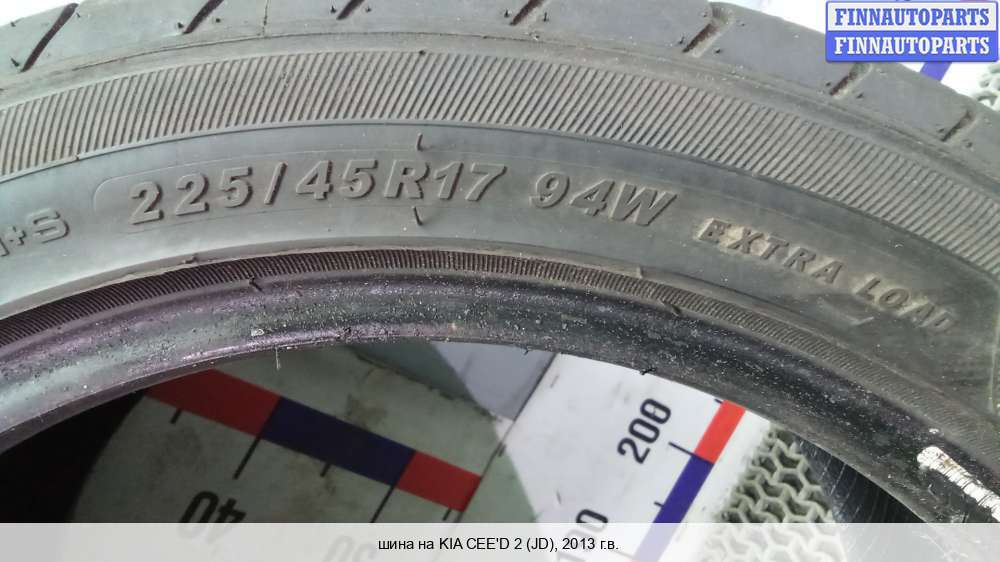 FINNAUTOPARTS
FINNAUTOPARTS
225/45R17 94W
+S
EXTRA LOAD
200
40
шина на KIA CEE'D 2 (JD), 2013 г.в.